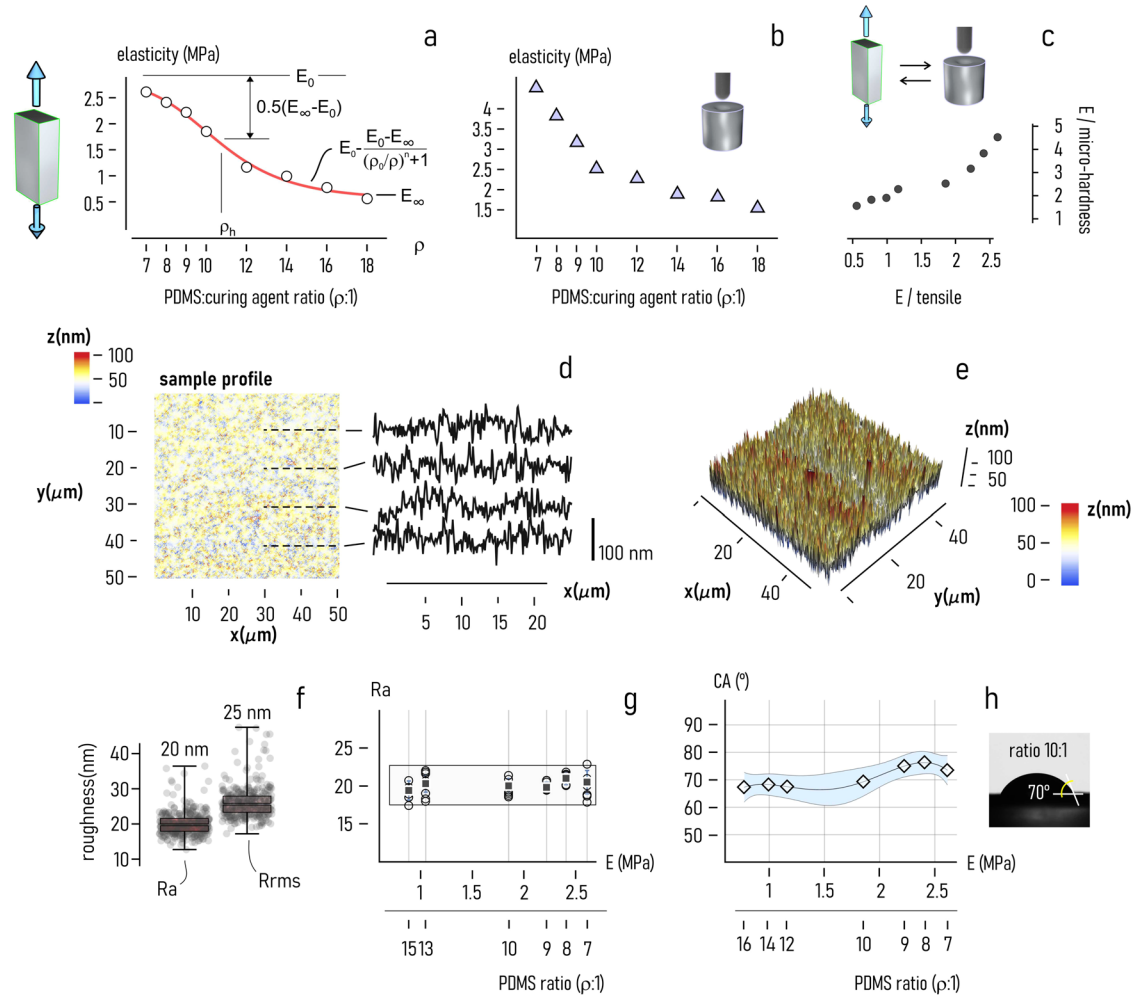 a
elasticity (MPa)
E₀
0.5(E∞-E₀)
E₀- E₀-E∞
(ρ₀/ρ)ⁿ+1
E∞
ρh
2.5
2
1.5
1
0.5
ρ
7 8 9 10 12 14 16 18
PDMS:curing agent ratio (ρ:1)
b
elasticity (MPa)
4
3.5
3
2.5
2
1.5
7 8 9 10 12 14 16 18
PDMS:curing agent ratio (ρ:1)
c
E / micro-hardness
5
4
3
2
1
0.5 1 1.5 2 2.5
E / tensile
d
z(nm)
100
50
sample profile
y(μm)
10
20
30
40
50
10 20 30 40 50
x(μm)
100 nm
x(μm)
5 10 15 20
e
z(nm)
100
50
z(nm)
100
50
0
20
40
x(μm)
20
40
y(μm)
f
roughness(nm)
40
30
20
10
20 nm
25 nm
Ra
Rrms
g
Ra
25
20
15
E (MPa)
1 1.5 2 2.5
15 13 10 9 8 7
PDMS ratio (ρ:1)
h
CA (º)
90
80
70
60
50
E (MPa)
1 1.5 2 2.5
16 14 12 10 9 8 7
PDMS ratio (ρ:1)
ratio 10:1
70º